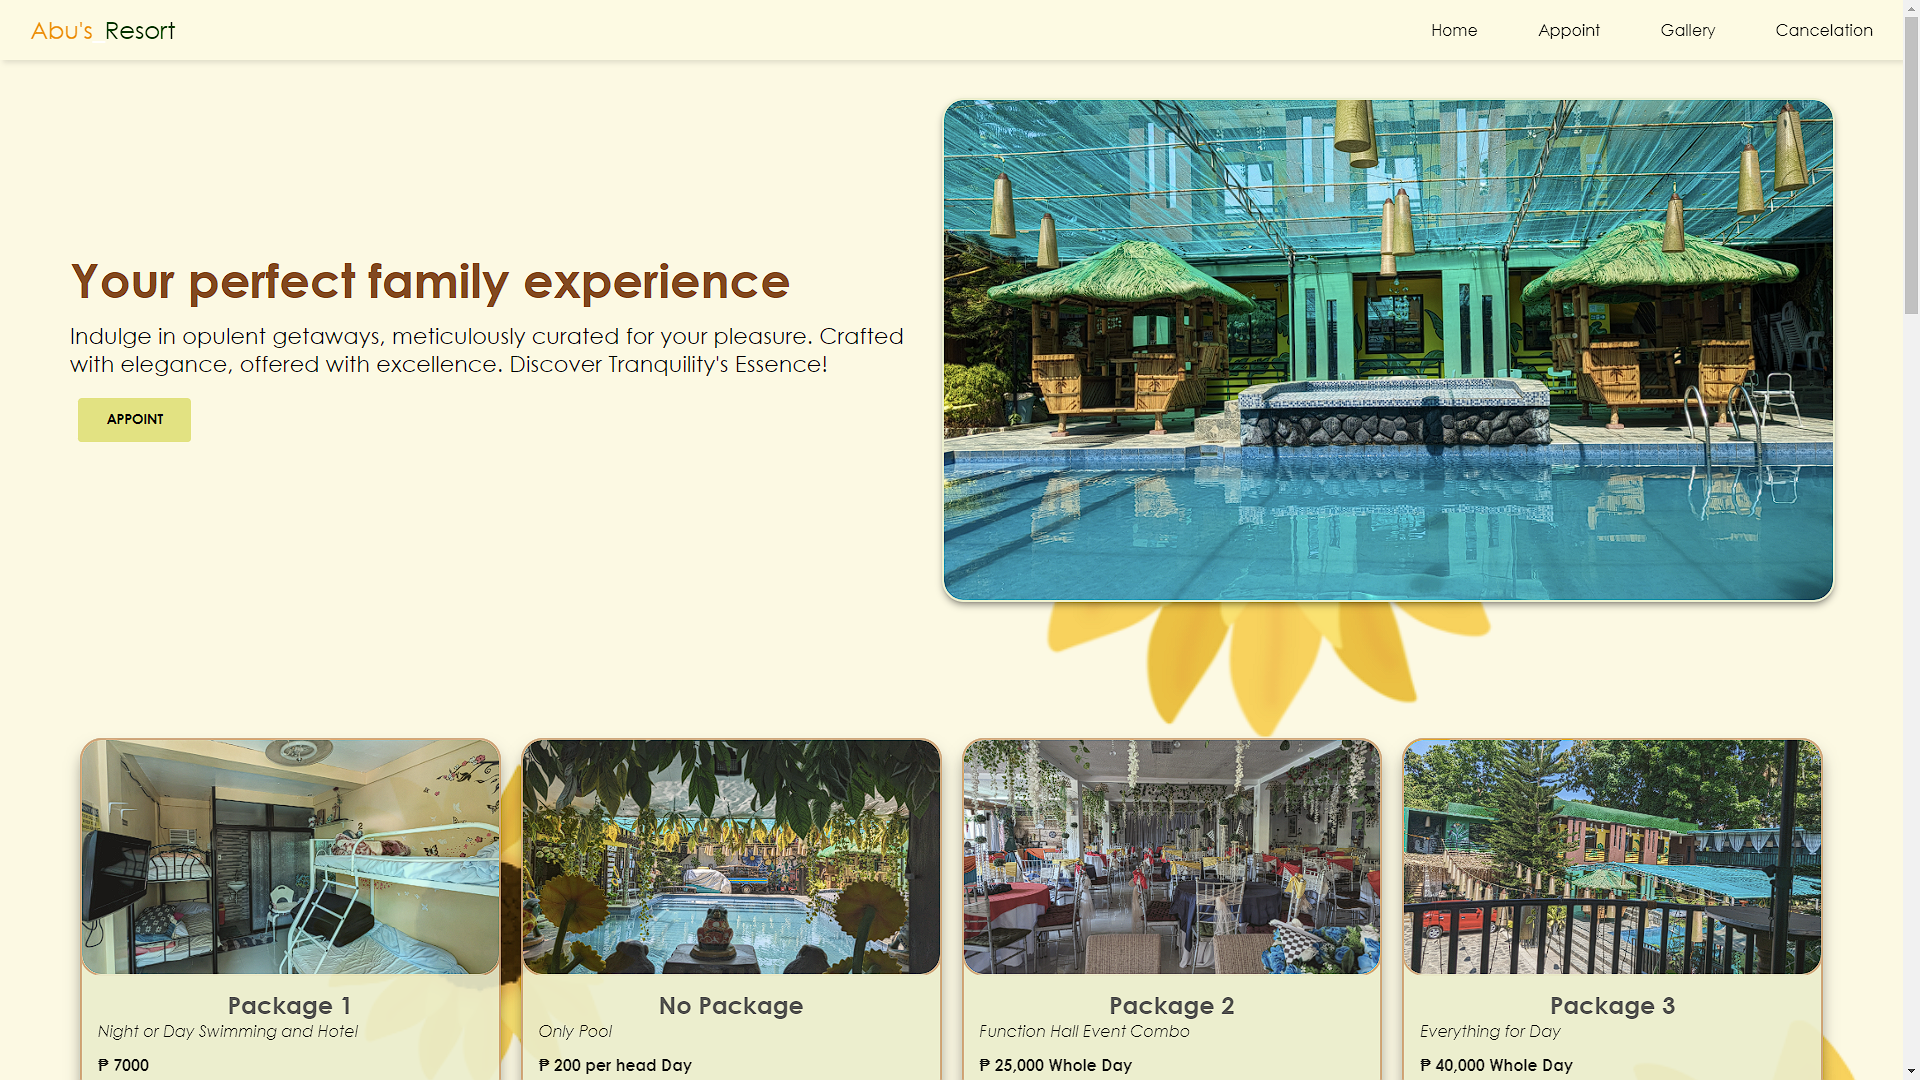 Abu's Resort
Home
Appoint
Gallery
Cancelation
Your perfect family experience
Indulge in opulent getaways, meticulously curated for your pleasure. Crafted
with elegance, offered with excellence. Discover Tranquility's Essence!
APPOINT
Package 1
Night or Day Swimming and Hotel
₱ 7000
No Package
Only Pool
₱ 200 per head Day
Package 2
Function Hall Event Combo
₱ 25,000 Whole Day
Package 3
Everything for Day
₱ 40,000 Whole Day